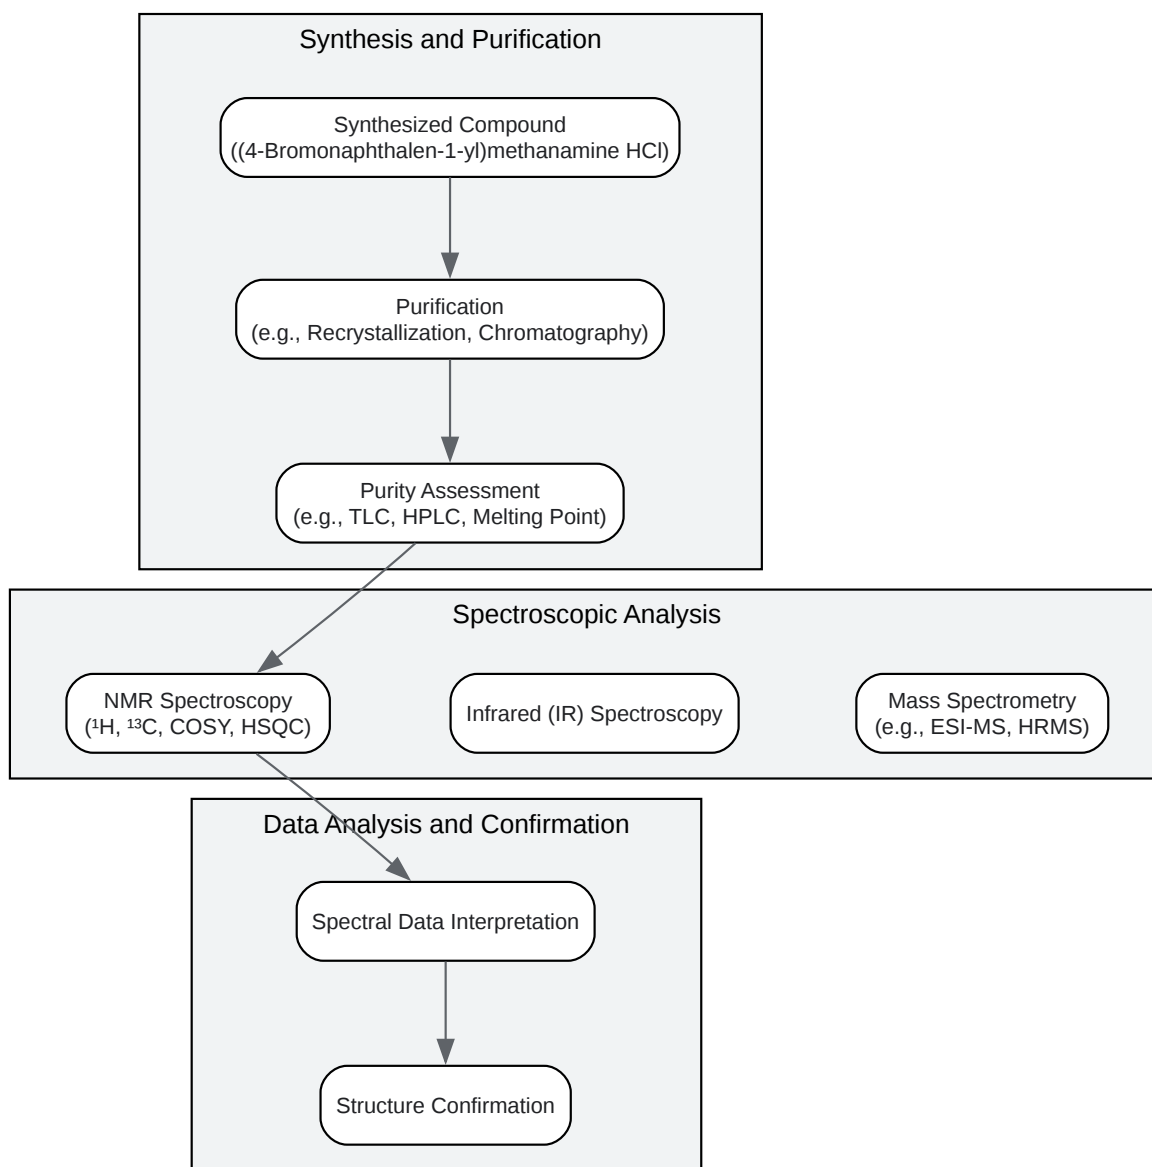 Synthesis and Purification
Synthesized Compound
((4-Bromonaphthalen-1-yl)methanamine HCl)
Purification
(e.g., Recrystallization, Chromatography)
Purity Assessment
(e.g., TLC, HPLC, Melting Point)
Spectroscopic Analysis
NMR Spectroscopy
(¹H, ¹³C, COSY, HSQC)
Infrared (IR) Spectroscopy
Mass Spectrometry
(e.g., ESI-MS, HRMS)
Data Analysis and Confirmation
Spectral Data Interpretation
Structure Confirmation